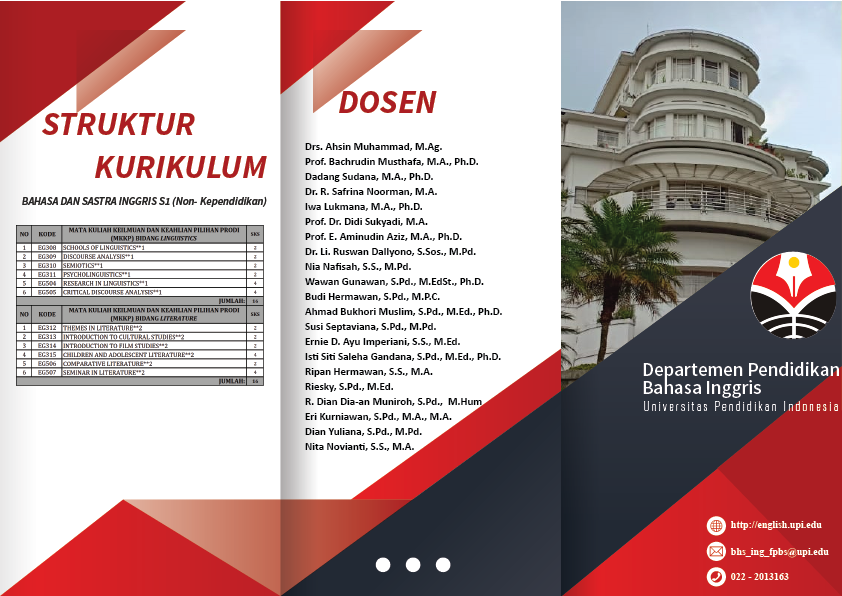 STRUKTUR
KURIKULUM
BAHASA DAN SASTRA INGGRIS S1 (Non- Kependidikan)
NO KODE MATA KULIAH KEILMUAN DAN KEAHLIAN PILIHAN PRODI (MKKP) BIDANG LINGUISTICS SKS
1 EG308 SCHOOLS OF LINGUISTICS**1 2
2 EG309 DISCOURSE ANALYSIS**1 2
3 EG310 SEMIOTICS**1 2
4 EG311 PSYCHOLINGUISTICS**1 2
5 EG504 RESEARCH IN LINGUISTICS**1 4
6 EG505 CRITICAL DISCOURSE ANALYSIS**1 4
JUMLAH: 16
NO KODE MATA KULIAH KEILMUAN DAN KEAHLIAN PILIHAN PRODI (MKKP) BIDANG LITERATURE SKS
1 EG312 THEMES IN LITERATURE**2 2
2 EG313 INTRODUCTION TO CULTURAL STUDIES**2 2
3 EG314 INTRODUCTION TO FILM STUDIES**2 2
4 EG315 CHILDREN AND ADOLESCENT LITERATURE**2 4
5 EG506 COMPARATIVE LITERATURE**2 2
6 EG507 SEMINAR IN LITERATURE**2 4
JUMLAH: 16
DOSEN
Drs. Ahsin Muhammad, M.Ag.
Prof. Bachrudin Musthafa, M.A., Ph.D.
Dadang Sudana, M.A., Ph.D.
Dr. R. Safrina Noorman, M.A.
Iwa Lukmana, M.A., Ph.D.
Prof. Dr. Didi Sukyadi, M.A.
Prof. E. Aminudin Aziz, M.A., Ph.D.
Dr. Li. Ruswan Dallyono, S.Sos., M.Pd.
Nia Nafisah, S.S., M.Pd.
Wawan Gunawan, S.Pd., M.EdSt., Ph.D.
Budi Hermawan, S.Pd., M.P.C.
Ahmad Bukhori Muslim, S.Pd., M.Ed., Ph.D.
Susi Septaviana, S.Pd., M.Pd.
Ernie D. Ayu Imperiani, S.S., M.Ed.
Isti Siti Saleha Gandana, S.Pd., M.Ed., Ph.D.
Ripan Hermawan, S.S., M.A.
Riesky, S.Pd., M.Ed.
R. Dian Dia-an Muniroh, S.Pd., M.Hum
Eri Kurniawan, S.Pd., M.A., M.A.
Dian Yuliana, S.Pd., M.Pd.
Nita Novianti, S.S., M.A.
Departemen Pendidikan
Bahasa Inggris
Universitas Pendidikan Indonesia
http://english.upi.edu
bhs_ing_fpbs@upi.edu
022 - 2013163